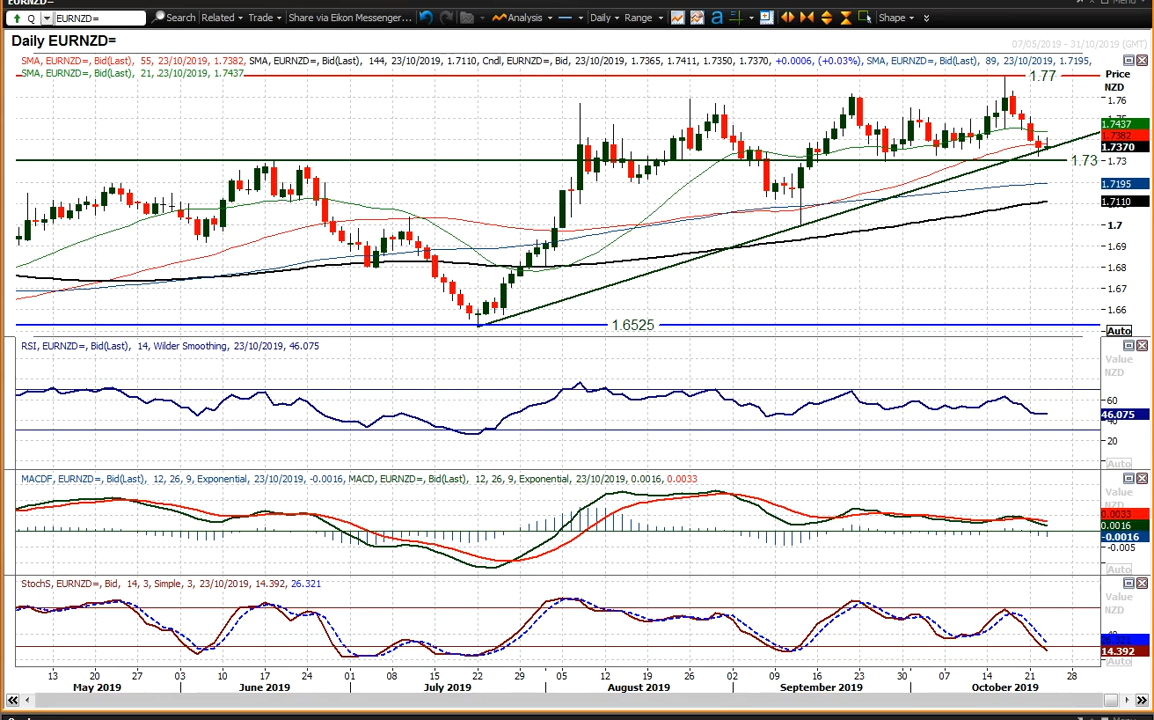 EURNZD=
Q EURNZD= Search Related Trade Share via Eikon Messenger... Analysis Daily Range Shape
Daily EURNZD=
07/05/2019 - 31/10/2019 (GMT)
SMA, EURNZD=, Bid(Last), 55, 23/10/2019, 1.7382, SMA, EURNZD=, Bid(Last), 144, 23/10/2019, 1.7110, Cndl, EURNZD=, Bid, 23/10/2019, 1.7365, 1.7411, 1.7350, 1.7370, +0.0006, (+0.03%), SMA, EURNZD=, Bid(Last), 89, 23/10/2019, 1.7195,
SMA, EURNZD=, Bid(Last), 21, 23/10/2019, 1.7437
1.77
Price
NZD
1.76
1.7437
1.7382
1.7370
1.73
1.73
1.7195
1.7110
1.7
1.69
1.68
1.67
1.66
1.6525
Auto
RSI, EURNZD=, Bid(Last), 14, Wilder Smoothing, 23/10/2019, 46.075
Value
NZD
60
46.075
40
20
Auto
MACDF, EURNZD=, Bid(Last), 12, 26, 9, Exponential, 23/10/2019, -0.0016, MACD, EURNZD=, Bid(Last), 12, 26, 9, Exponential, 23/10/2019, 0.0016, 0.0033
Value
NZD
0.0033
0.0016
-0.0016
-0.005
Auto
StochS, EURNZD=, Bid, 14, 3, Simple, 3, 23/10/2019, 14.392, 26.321
Value
NZD
26.321
14.392
Auto
13 20 27 03 10 17 24 01 08 15 22 29 05 12 19 26 02 09 16 23 30 07 14 21 28
May 2019 June 2019 July 2019 August 2019 September 2019 October 2019